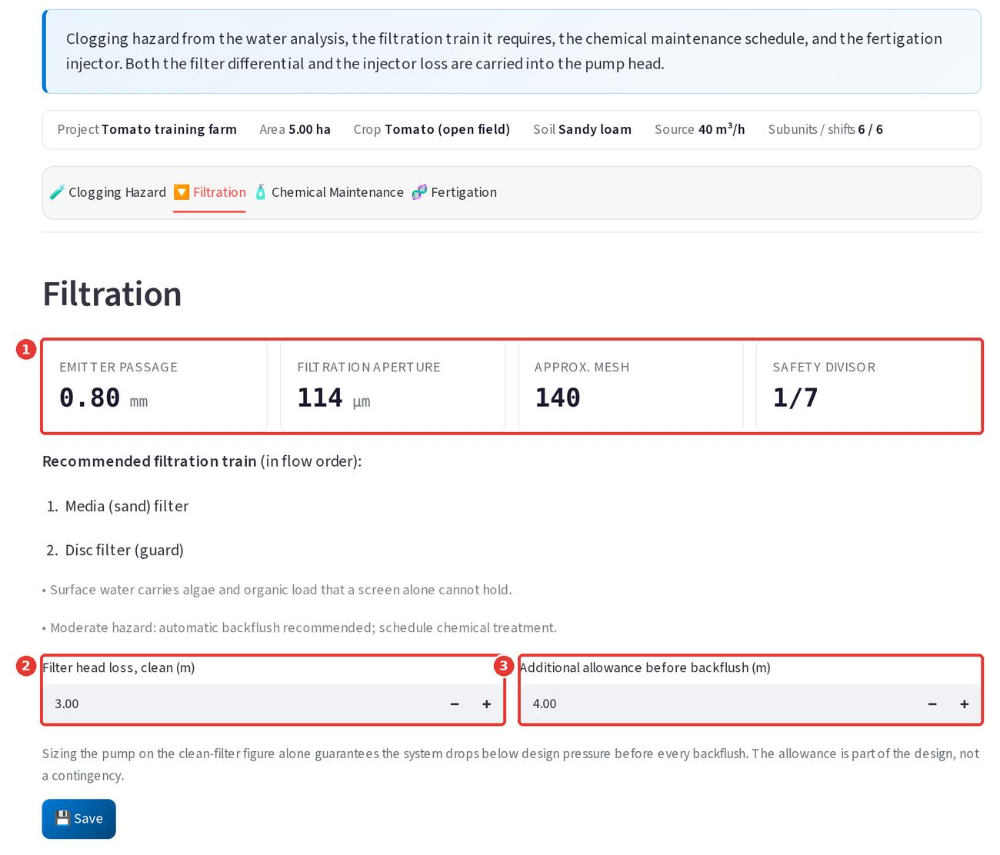 Clogging hazard from the water analysis, the filtration train it requires, the chemical maintenance schedule, and the fertigation
injector. Both the filter differential and the injector loss are carried into the pump head.
Project Tomato training farm Area 5.00 ha Crop Tomato (open field) Soil Sandy loam Source 40 m³/h Subunits / shifts 6 / 6
Clogging Hazard Filtration Chemical Maintenance Fertigation
Filtration
1
EMITTER PASSAGE FILTRATION APERTURE APPROX. MESH SAFETY DIVISOR
0.80 mm 114 µm 140 1/7
Recommended filtration train (in flow order):
1. Media (sand) filter
2. Disc filter (guard)
• Surface water carries algae and organic load that a screen alone cannot hold.
• Moderate hazard: automatic backflush recommended; schedule chemical treatment.
2 Filter head loss, clean (m) 3 Additional allowance before backflush (m)
3.00 − + 4.00 − +
Sizing the pump on the clean-filter figure alone guarantees the system drops below design pressure before every backflush. The allowance is part of the design, not
a contingency.
Save